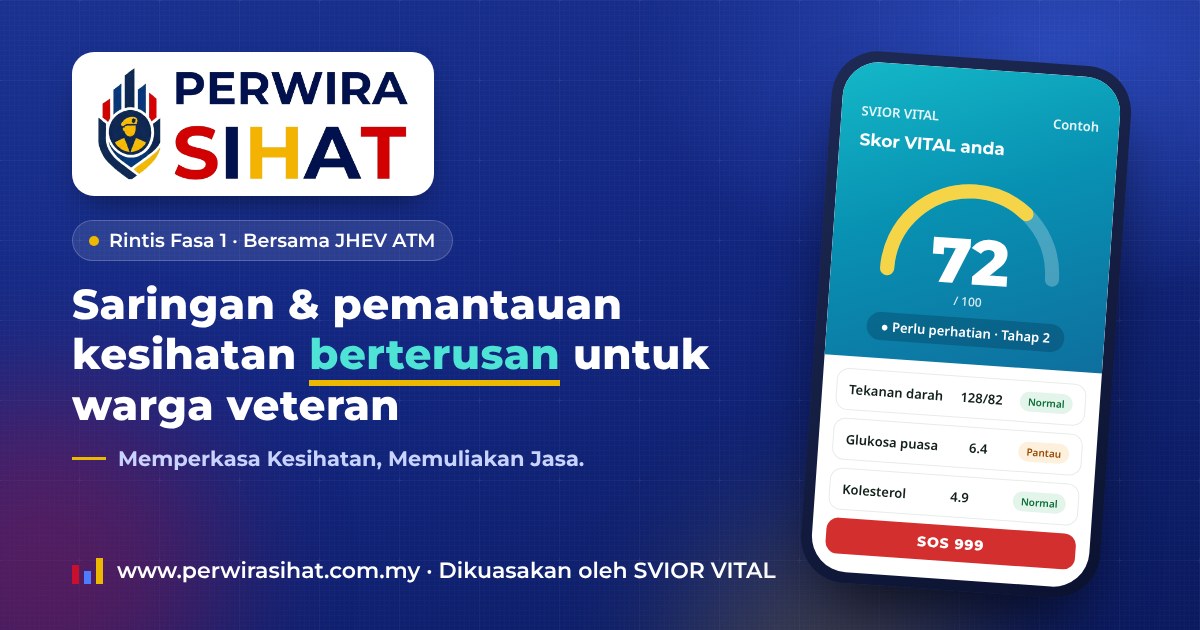 PERWIRA
SIHAT
Rintis Fasa 1 · Bersama JHEV ATM
Saringan & pemantauan
kesihatan berterusan untuk
warga veteran
Memperkasa Kesihatan, Memuliakan Jasa.
www.perwirasihat.com.my · Dikuasakan oleh SVIOR VITAL
SVIOR VITAL
Contoh
Skor VITAL anda
72
/ 100
● Perlu perhatian · Tahap 2
Tekanan darah 128/82 Normal
Glukosa puasa 6.4 Pantau
Kolesterol 4.9 Normal
SOS 999